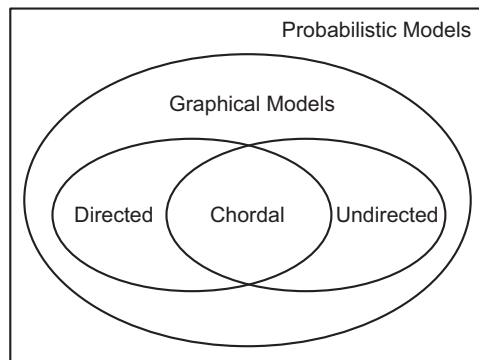 Probabilistic Models
Graphical Models
Directed
Chordal
Undirected